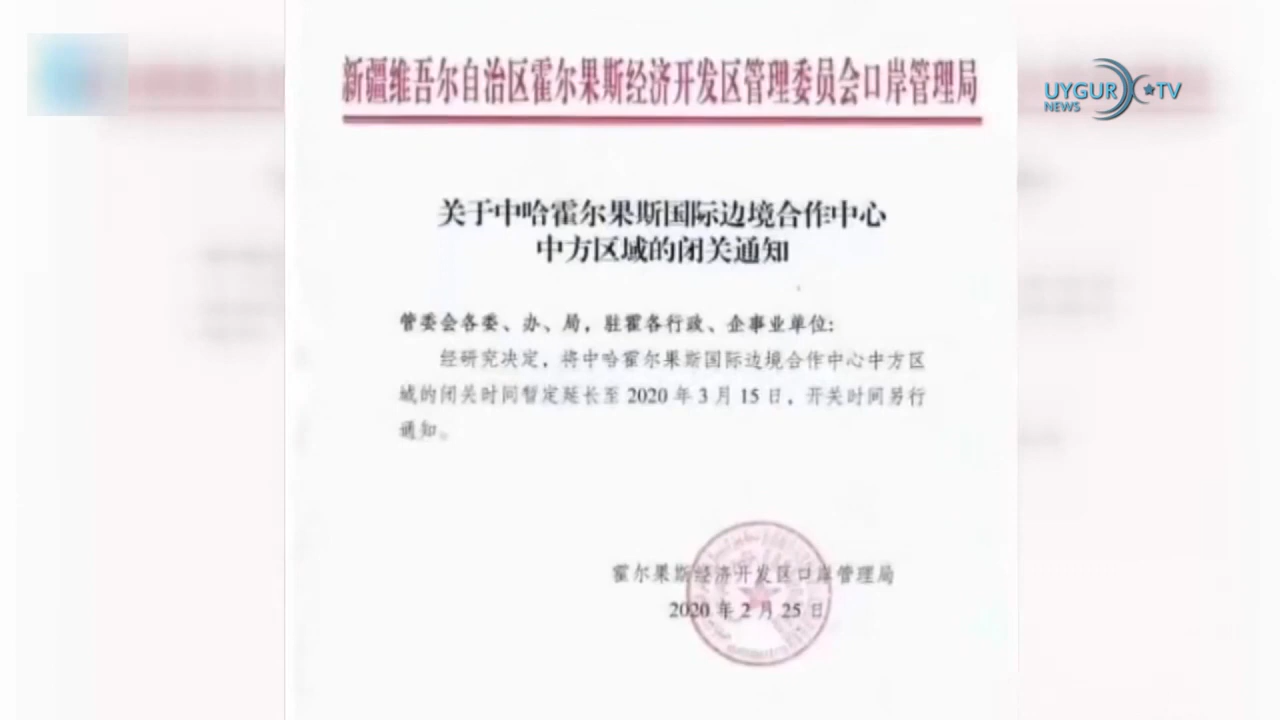 新疆维吾尔自治区霍尔果斯经济开发区管理委员会口岸管理局
UYGUR TV
NEWS
关于中哈霍尔果斯国际边境合作中心
中方区域的闭关通知
管委会各委、办、局，驻霍各行政、企事业单位:
经研究决定，将中哈霍尔果斯国际边境合作中心中方区
域的闭关时间暂定延长至 2020 年 3 月 15 日，开关时间另行
通知。
霍尔果斯经济开发区口岸管理局
2020 年 2 月 25 日